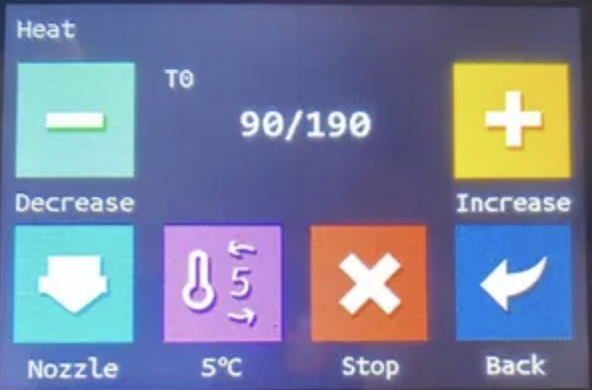 Heat
T0
90/190
Decrease
Increase
5
Nozzle
5℃
Stop
Back